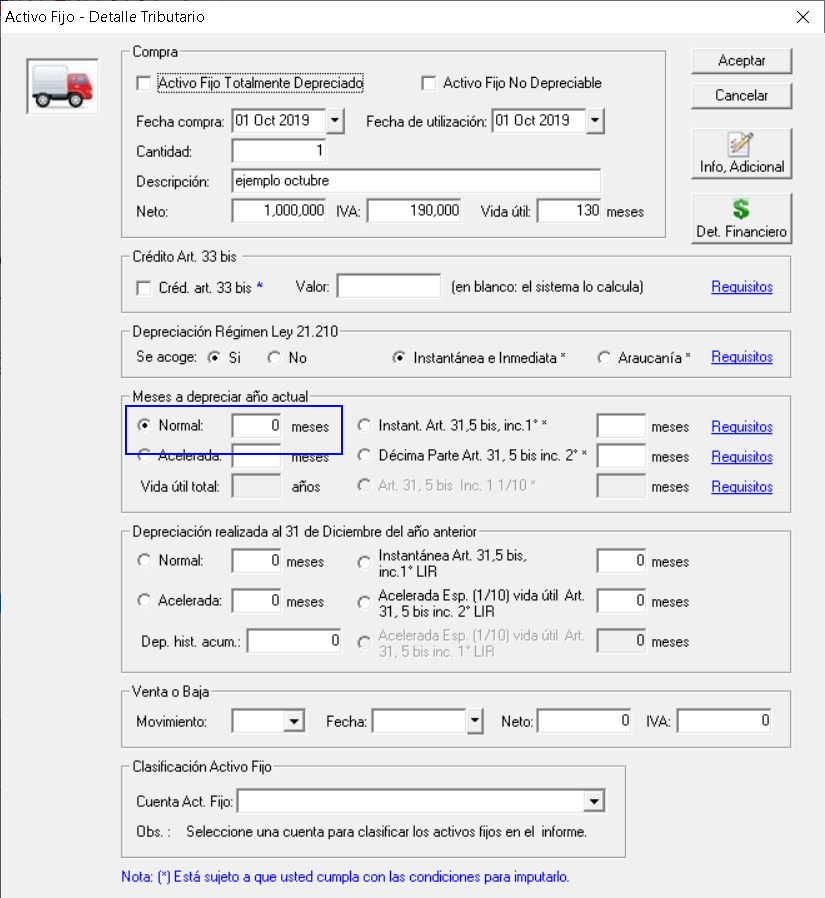 Activo Fijo - Detalle Tributario
Compra
Activo Fijo Totalmente Depreciado Activo Fijo No Depreciable
Fecha compra: 01 Oct 2019 Fecha de utilización: 01 Oct 2019
Cantidad: 1
Descripción: ejemplo octubre
Neto: 1,000,000 IVA: 190,000 Vida útil: 130 meses
Aceptar
Cancelar
Info, Adicional
Det. Financiero
Crédito Art. 33 bis
Créd. art. 33 bis * Valor: (en blanco: el sistema lo calcula) Requisitos
Depreciación Régimen Ley 21.210
Se acoge: Si No Instantánea e Inmediata * Araucanía * Requisitos
Meses a depreciar año actual
Normal: 0 meses Instant. Art. 31,5 bis, inc.1° * meses Requisitos
Acelerada: meses Décima Parte Art. 31, 5 bis inc. 2° * meses Requisitos
Vida útil total: años Art. 31, 5 bis Inc. 1 1/10 * meses Requisitos
Depreciación realizada al 31 de Diciembre del año anterior
Normal: 0 meses Instantánea Art. 31,5 bis,
inc.1° LIR 0 meses
Acelerada: 0 meses Acelerada Esp. (1/10) vida útil Art.
31, 5 bis inc. 2° LIR 0 meses
Dep. hist. acum.: 0 Acelerada Esp. (1/10) vida útil Art.
31, 5 bis inc. 1° LIR 0 meses
Venta o Baja
Movimiento: Fecha: Neto: 0 IVA: 0
Clasificación Activo Fijo
Cuenta Act. Fijo:
Obs. : Seleccione una cuenta para clasificar los activos fijos en el informe.
Nota: (*) Está sujeto a que usted cumpla con las condiciones para imputarlo.